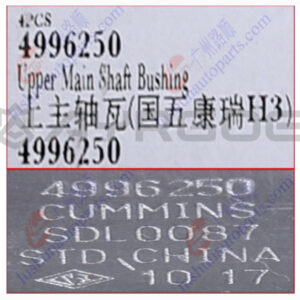 4PCS
4996250
Upper Main Shaft Bushing
上主轴瓦(国五康瑞H3)
4996250
4996250
CUMMINS
SDL0087
STD\CHINA
10 17